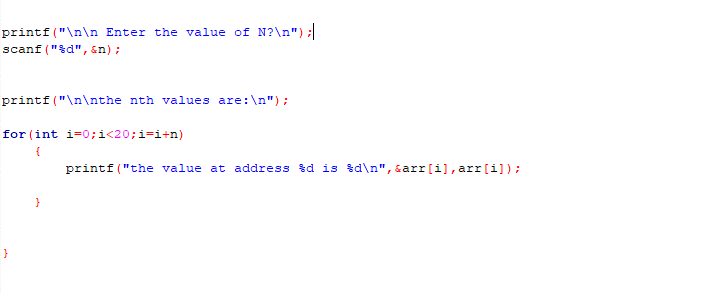 printf("\n\n Enter the value of N?\n");
scanf("%d",&n);
printf("\n\nthe nth values are:\n");
for(int i=0;i<20;i=i+n)
{
printf("the value at address %d is %d\n",&arr[i],arr[i]);
}
}